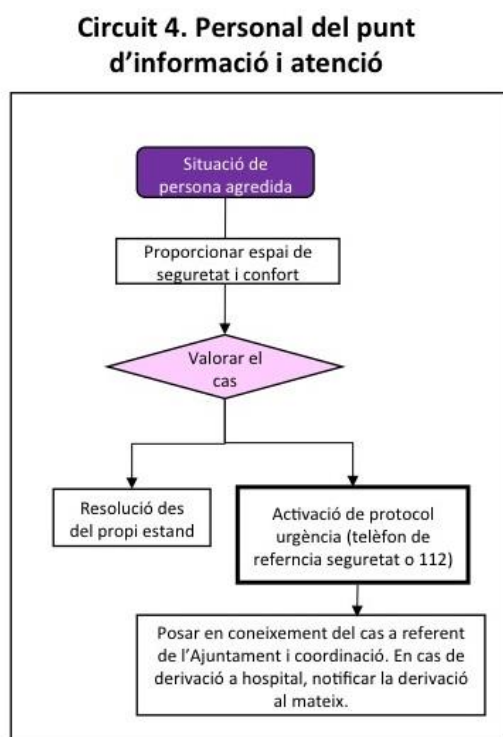 Circuit 4. Personal del punt
d'informació i atenció
Situació de
persona agredida
Proporcionar espai de
seguretat i confort
Valorar el
cas
Resolució des
del propi estand
Activació de protocol
urgència (telèfon de
referncia seguretat o 112)
Posar en coneixement del cas a referent
de l'Ajuntament i coordinació. En cas de
derivació a hospital, notificar la derivació
al mateix.